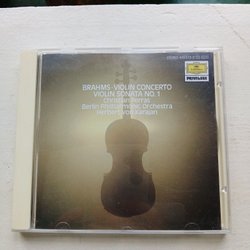 BRAHMS·VIOLIN CONCERTO
VIOLIN SONATA NO. 1
Christian Ferras
Berlin Philharmonic Orchestra
Herbert von Karajan